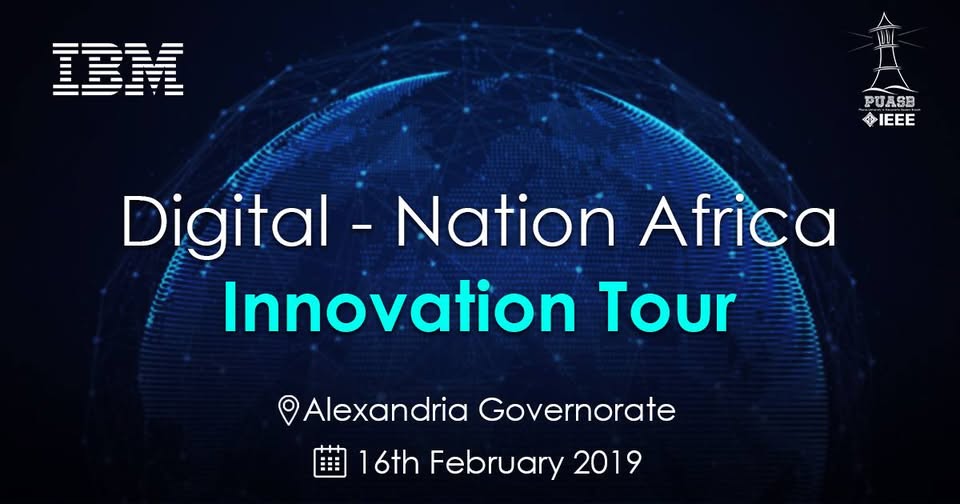 IBM
PUASB
IEEE
Digital - Nation Africa
Innovation Tour
Alexandria Governorate
16th February 2019